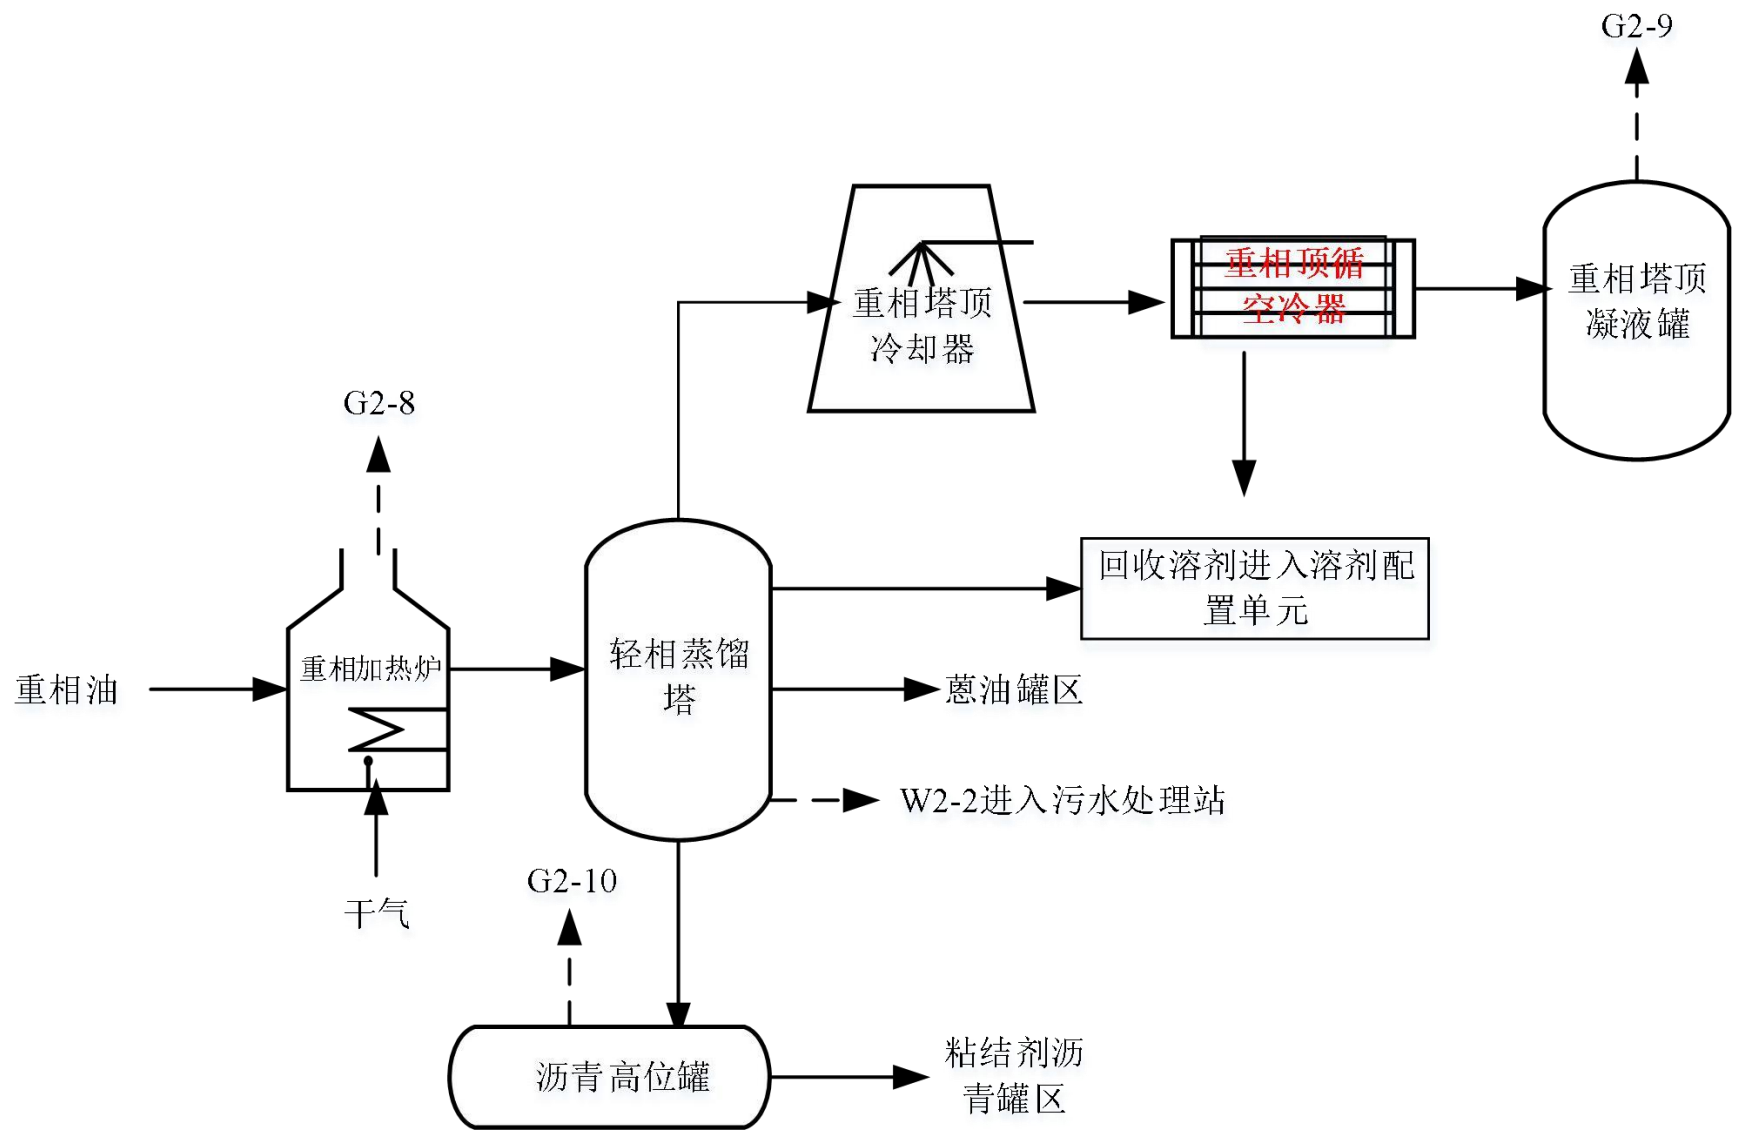 G2-9
重相顶循
空冷器
重相塔顶
凝液罐
重相塔顶
冷却器
G2-8
回收溶剂进入溶剂配
置单元
轻相蒸馏
塔
重相加热炉
重相油
蒽油罐区
W2-2进入污水处理站
干气
G2-10
沥青高位罐
粘结剂沥
青罐区